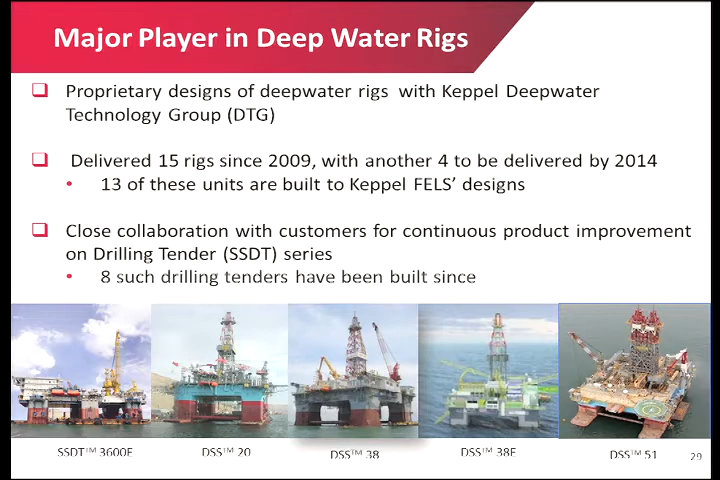 Major Player in Deep Water Rigs
❑ Proprietary designs of deepwater rigs with Keppel Deepwater
Technology Group (DTG)
❑ Delivered 15 rigs since 2009, with another 4 to be delivered by 2014
• 13 of these units are built to Keppel FELS’ designs
❑ Close collaboration with customers for continuous product improvement
on Drilling Tender (SSDT) series
• 8 such drilling tenders have been built since
SSDT™ 3600E
DSS™ 20
DSS™ 38
DSS™ 38E
DSS™ 51
29